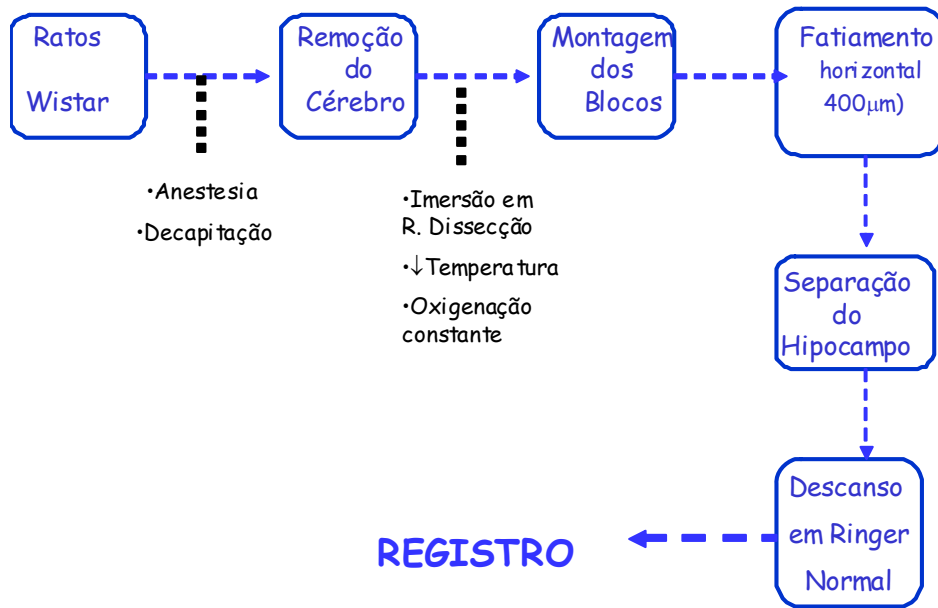 Ratos
Wistar
Remoção
do
Cérebro
Montagem
dos
Blocos
Fatiamento
horizontal
400μm)
•Anestesia
•Decapitação
•Imersão em
R. Dissecção
•↓Temperatura
•Oxigenação
constante
Separação
do
Hipocampo
Descanso
em Ringer
Normal
REGISTRO